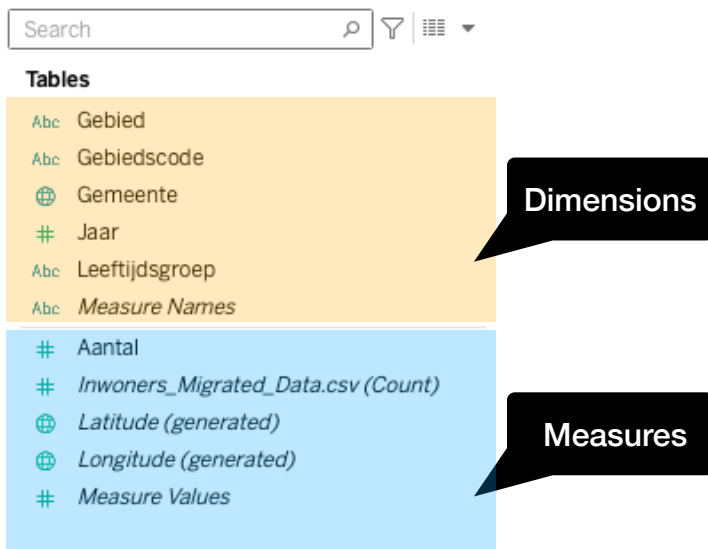 Search
Tables
Abc Gebied
Abc Gebiedscode
Gemeente
# Jaar
Abc Leeftijdsgroep
Abc Measure Names
Dimensions
# Aantal
# Inwoners_Migrated_Data.csv (Count)
Latitude (generated)
Longitude (generated)
# Measure Values
Measures